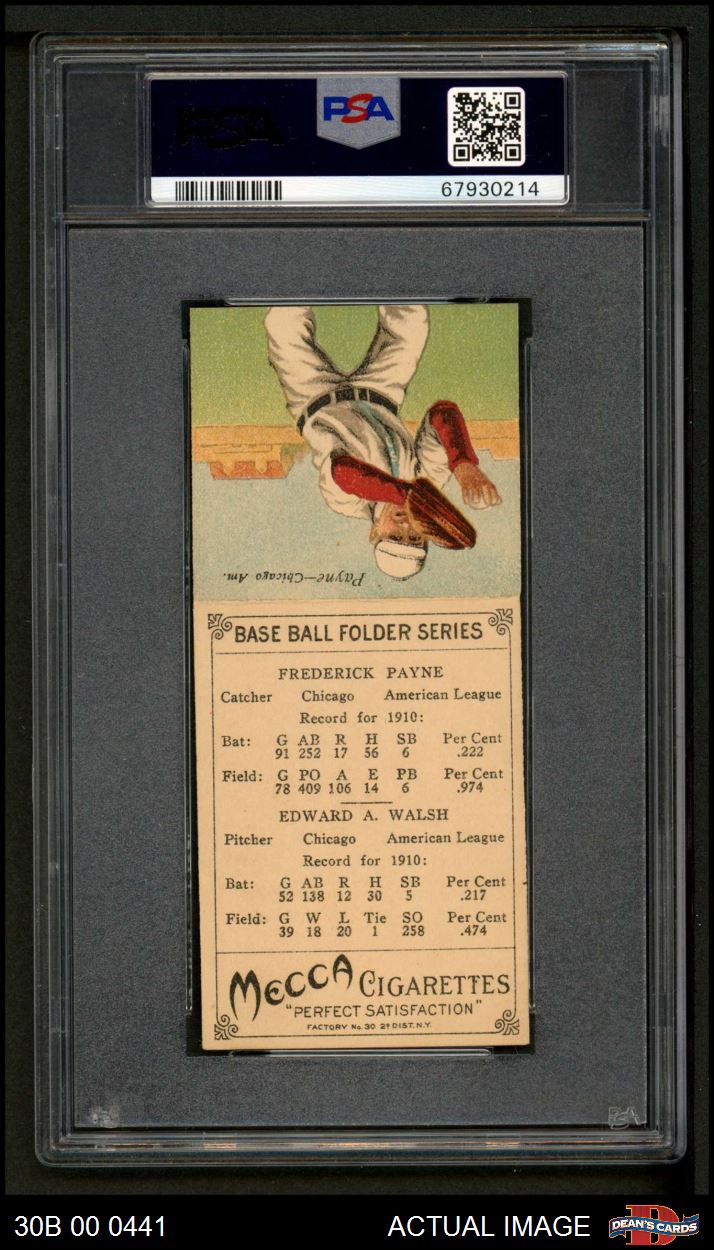 PSA
PSA
67930214
Payne—Chicago Am.
BASE BALL FOLDER SERIES
FREDERICK PAYNE
Catcher Chicago American League
Record for 1910:
Bat: G AB R H SB Per Cent
91 252 17 56 6 .222
Field: G PO A E PB Per Cent
78 409 106 14 6 .974
EDWARD A. WALSH
Pitcher Chicago American League
Record for 1910:
Bat: G AB R H SB Per Cent
52 138 12 30 5 .217
Field: G W L Tie SO Per Cent
39 18 20 1 258 .474
MECCA CIGARETTES
"PERFECT SATISFACTION"
FACTORY No. 30 2d DIST. N.Y.
PSA
30B 00 0441 ACTUAL IMAGE D DEAN'S CARDS